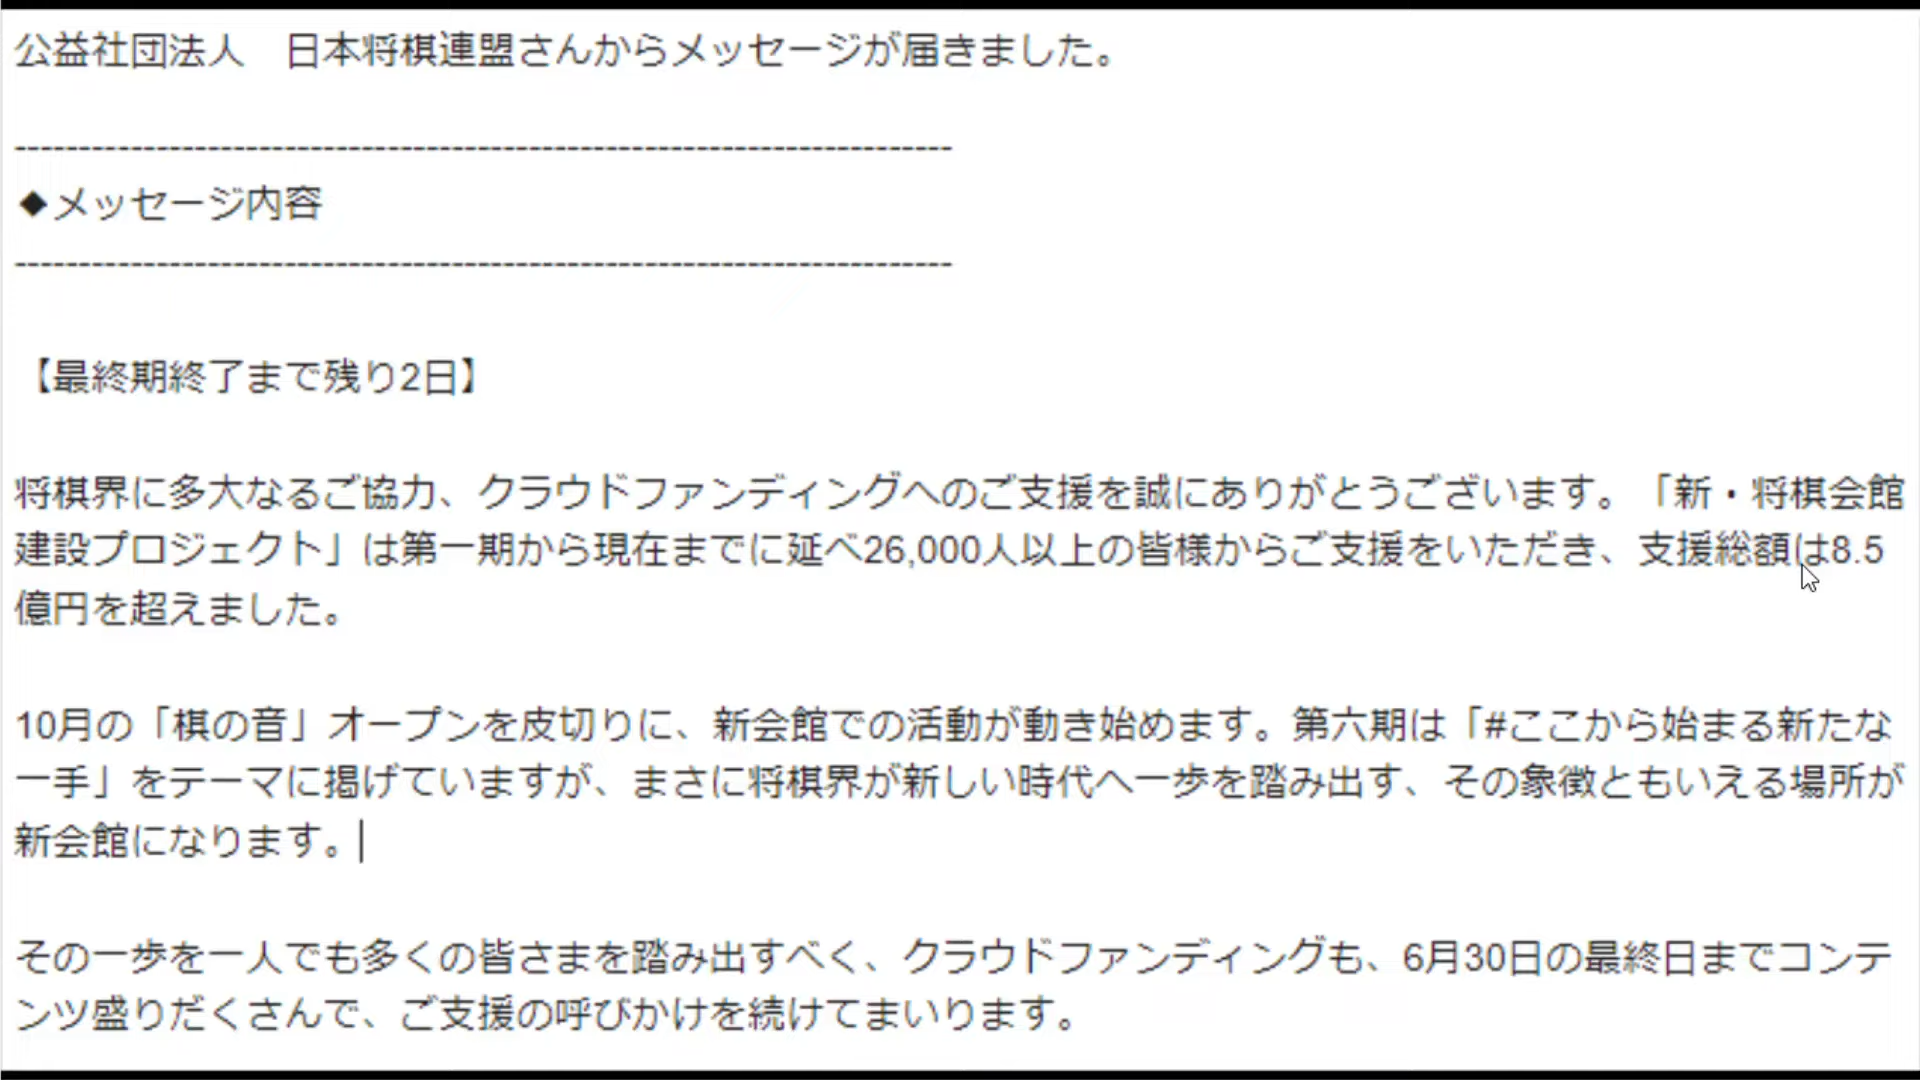 公益社団法人　日本将棋連盟さんからメッセージが届きました。
-------------------------------------------------------------------------
◆メッセージ内容
-------------------------------------------------------------------------
【最終期終了まで残り2日】
将棋界に多大なるご協力、クラウドファンディングへのご支援を誠にありがとうございます。「新・将棋会館
建設プロジェクト」は第一期から現在までに延べ26,000人以上の皆様からご支援をいただき、支援総額は8.5
億円を超えました。
10月の「棋の音」オープンを皮切りに、新会館での活動が動き始めます。第六期は「#ここから始まる新たな
一手」をテーマに掲げていますが、まさに将棋界が新しい時代へ一歩を踏み出す、その象徴ともいえる場所が
新会館になります。
その一歩を一人でも多くの皆さまを踏み出すべく、クラウドファンディングも、6月30日の最終日までコンテ
ンツ盛りだくさんで、ご支援の呼びかけを続けてまいります。